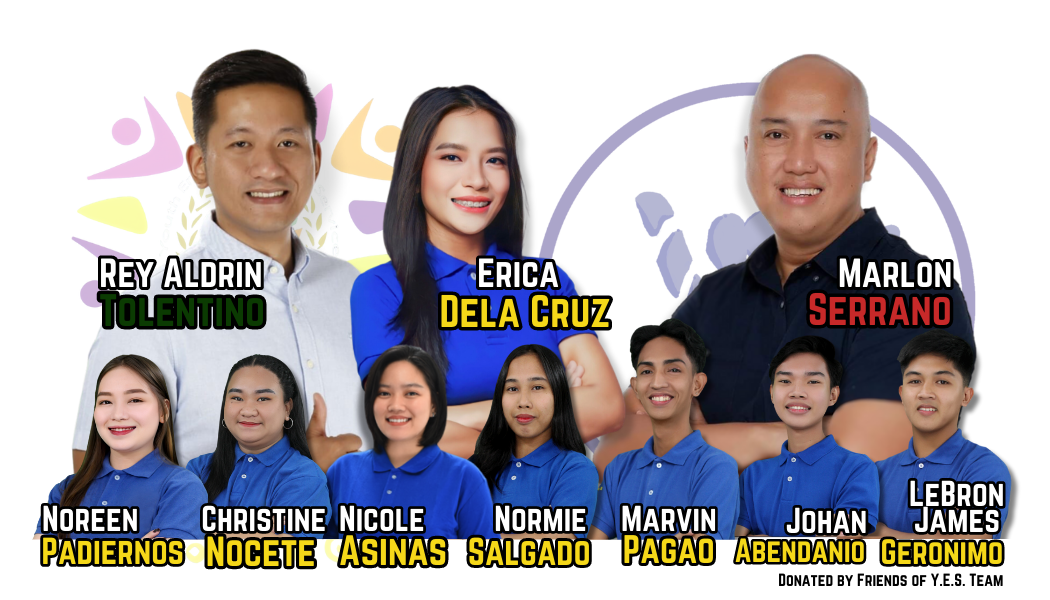 Rey Aldrin
Tolentino
Erica
Dela Cruz
Marlon
Serrano
Noreen
Padiernos
Christine
Nocete
Nicole
Asinas
Normie
Salgado
Marvin
Pagao
Johan
Abendanio
LeBron
James
Geronimo
Donated by Friends of Y.E.S. Team